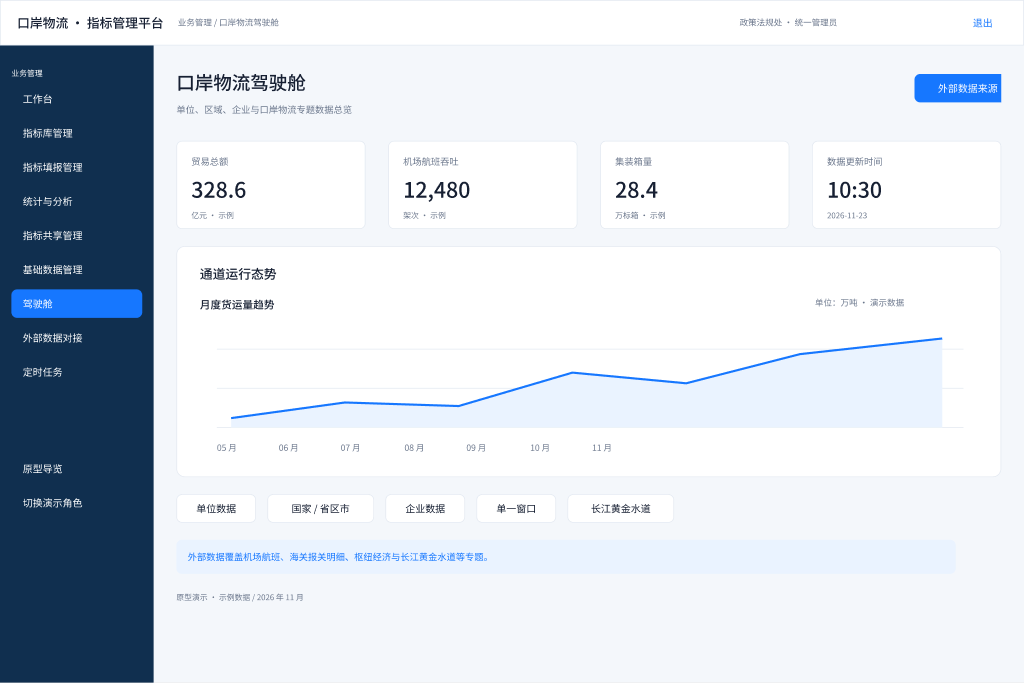 口岸物流 · 指标管理平台
业务管理 / 口岸物流驾驶舱
政策法规处 · 统一管理员
退出
业务管理
工作台
指标库管理
指标填报管理
统计与分析
指标共享管理
基础数据管理
驾驶舱
外部数据对接
定时任务
原型导览
切换演示角色
口岸物流驾驶舱
单位、区域、企业与口岸物流专题数据总览
外部数据来源
贸易总额
328.6
亿元 · 示例
机场航班吞吐
12,480
架次 · 示例
集装箱量
28.4
万标箱 · 示例
数据更新时间
10:30
2026-11-23
通道运行态势
月度货运量趋势
单位：万吨 · 演示数据
05 月 06 月 07 月 08 月 09 月 10 月 11 月
单位数据
国家 / 省区市
企业数据
单一窗口
长江黄金水道
外部数据覆盖机场航班、海关报关明细、枢纽经济与长江黄金水道等专题。
原型演示 · 示例数据 / 2026 年 11 月